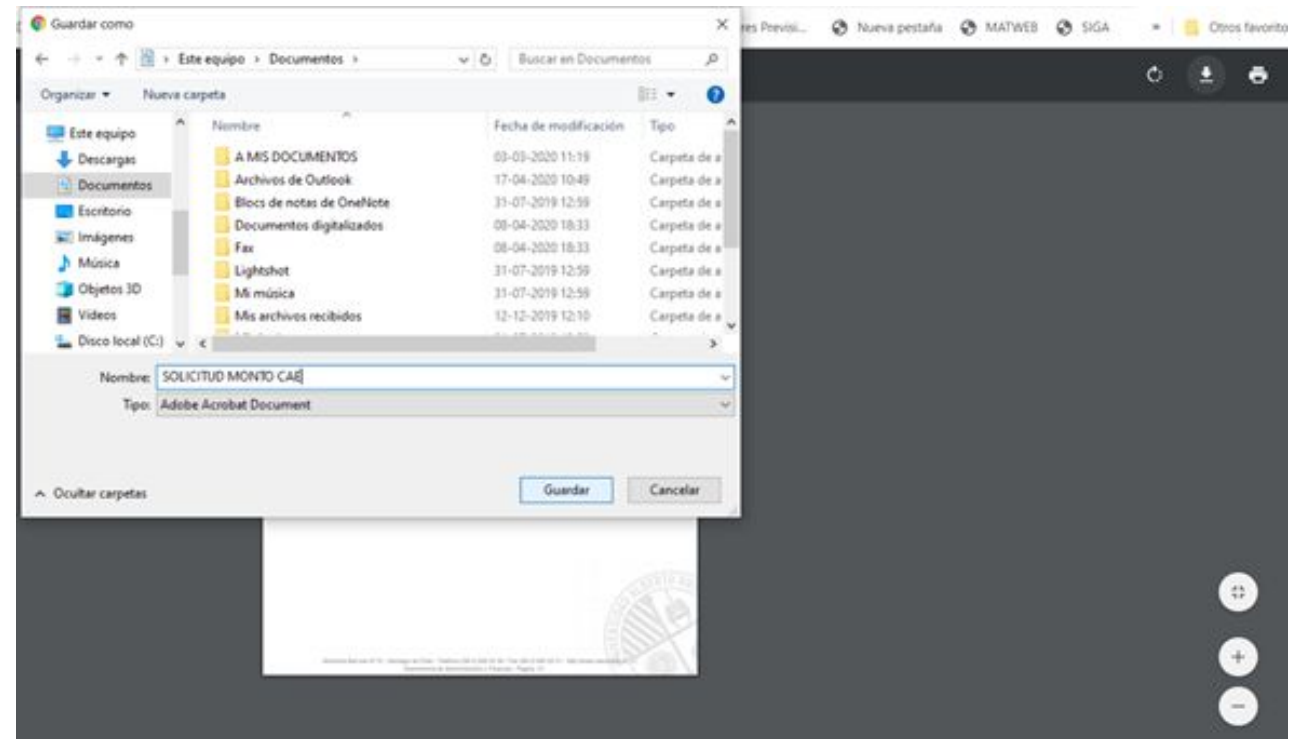 Guardar como
Nueva pestaña MATWEB SIGA » Otros favorito
Este equipo > Documentos >
Buscar en Documentos
Organizar Nueva carpeta
Nombre Fecha de modificación Tipo
Este equipo
Descargas
Documentos
Escritorio
Imágenes
Música
Objetos 3D
Videos
Disco local (C:)
A MIS DOCUMENTOS 03-03-2020 11:19 Carpeta de a
Archivos de Outlook 17-04-2020 10:49 Carpeta de a
Blocs de notas de OneNote 31-07-2019 12:59 Carpeta de a
Documentos digitalizados 08-04-2020 18:33 Carpeta de a
Fax 08-04-2020 18:33 Carpeta de a
Lightshot 31-07-2019 12:59 Carpeta de a
Mi música 31-07-2019 12:59 Carpeta de a
Mis archivos recibidos 12-12-2019 12:10 Carpeta de a
Nombre: SOLICITUD MONTO CAE
Tipo: Adobe Acrobat Document
Ocultar carpetas
Guardar Cancelar